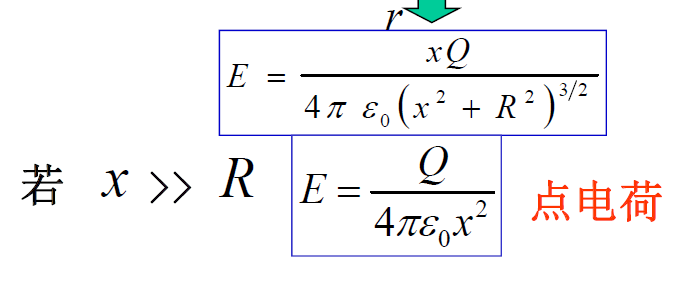 r
E = xQ / 4π ε₀(x² + R²)^3/2
若 x >> R E = Q / 4πε₀x² 点电荷